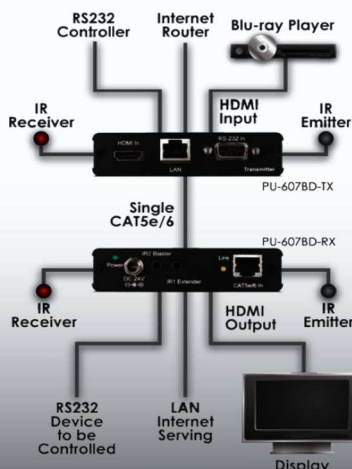 RS232
Controller
Internet
Router
Blu-ray Player
IR
Receiver
HDMI
Input
IR
Emitter
HDMI In
LAN
RS-232 In
Transmitter
PU-607BD-TX
Single
CAT5e/6
PU-607BD-RX
Power
DC 24V
IR2 Blaster
IR1 Extender
Link
CAT5e/6 In
IR
Receiver
HDMI
Output
IR
Emitter
RS232
Device
to be
Controlled
LAN
Internet
Serving
Display